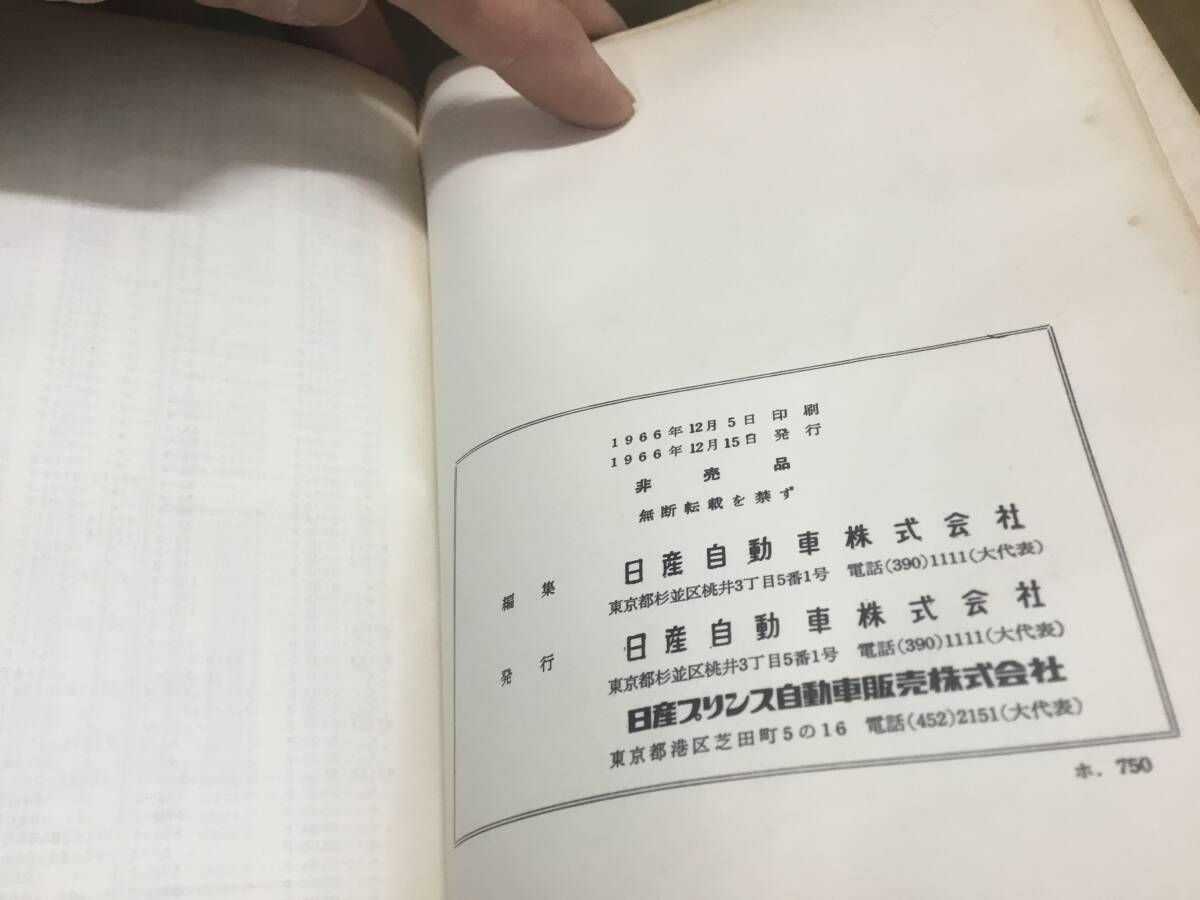 1966年12月5日 印刷
1966年12月15日 発行
非売品
無断転載を禁ず
編集 日産自動車株式会社
東京都杉並区桃井3丁目5番1号 電話(390)1111(大代表)
発行 日産自動車株式会社
東京都杉並区桃井3丁目5番1号 電話(390)1111(大代表)
日産プリンス自動車販売株式会社
東京都港区芝田町5の16 電話(452)2151(大代表)
ホ. 750